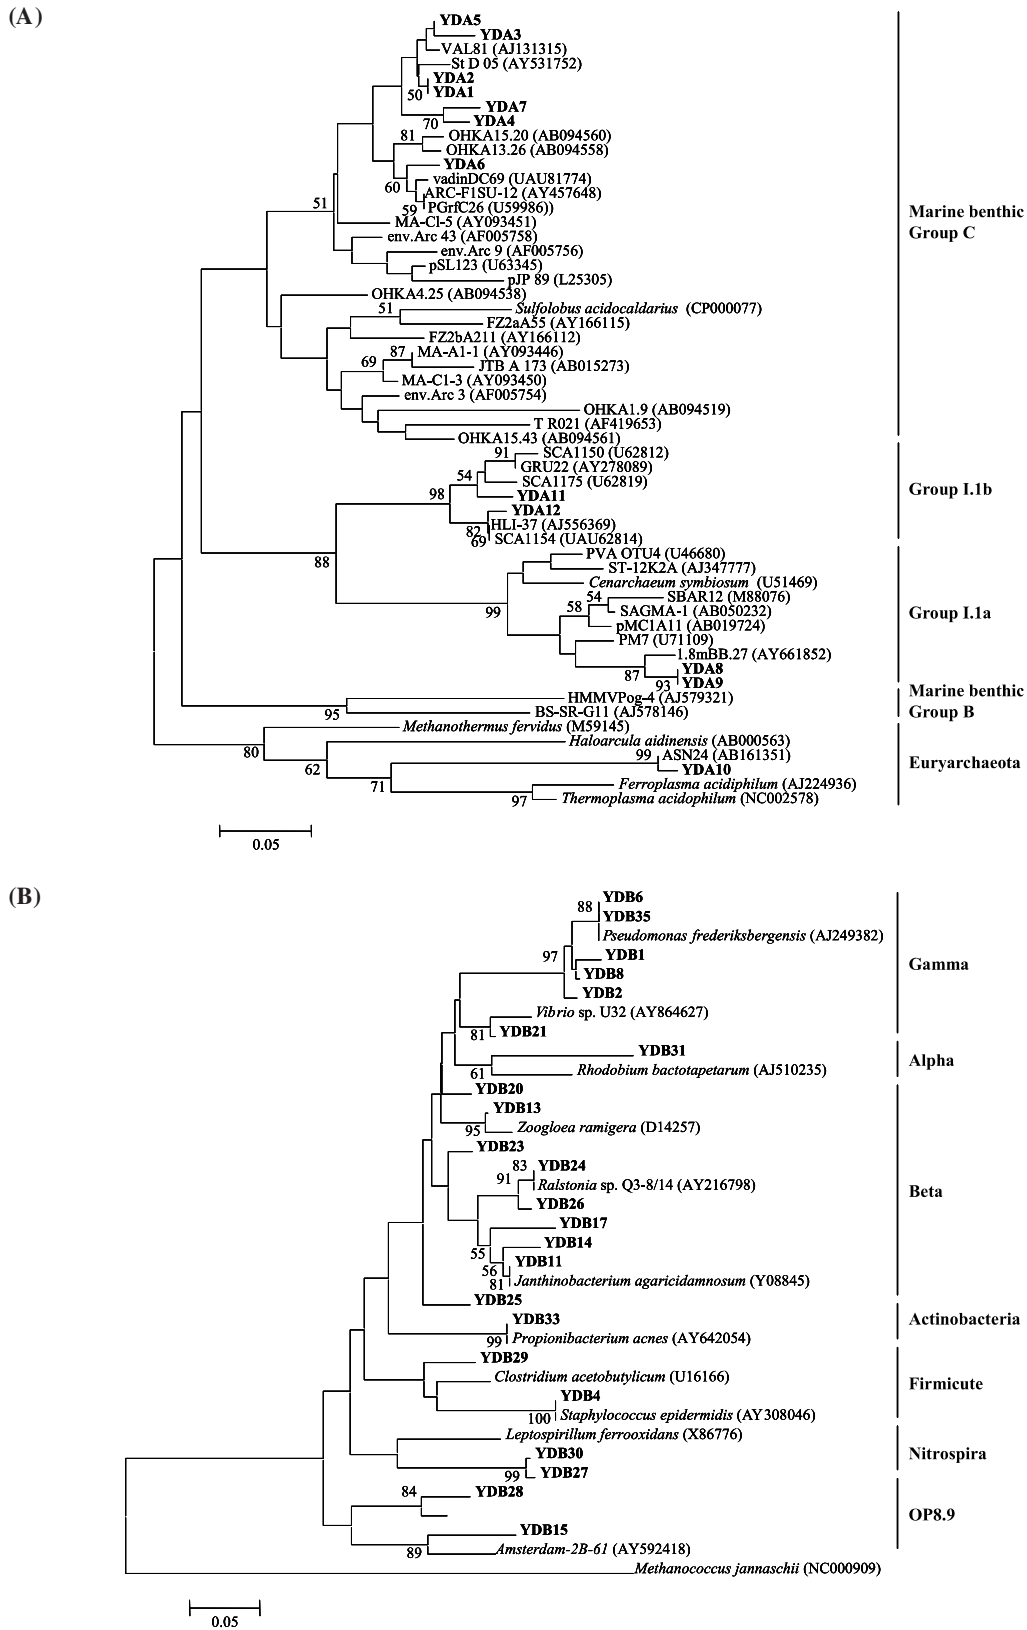 (A)
YDA5
YDA3
VAL81 (AJ131315)
St D 05 (AY531752)
YDA2
YDA1
50
YDA7
YDA4
70
OHKA15.20 (AB094560)
81
OHKA13.26 (AB094558)
YDA6
vadinDC69 (UAU81774)
60
ARC-F1SU-12 (AY457648)
PGrfC26 (U59986))
59
51
MA-Cl-5 (AY093451)
env.Arc 43 (AF005758)
env.Arc 9 (AF005756)
pSL123 (U63345)
pJP 89 (L25305)
OHKA4.25 (AB094538)
51
Sulfolobus acidocaldarius (CP000077)
FZ2aA55 (AY166115)
FZ2bA211 (AY166112)
87
MA-A1-1 (AY093446)
69
JTB A 173 (AB015273)
MA-C1-3 (AY093450)
env.Arc 3 (AF005754)
OHKA1.9 (AB094519)
T R021 (AF419653)
OHKA15.43 (AB094561)
Marine benthic
Group C
91
SCA1150 (U62812)
GRU22 (AY278089)
54
SCA1175 (U62819)
98
YDA11
YDA12
HLI-37 (AJ556369)
82
69
SCA1154 (UAU62814)
Group I.1b
88
PVA OTU4 (U46680)
ST-12K2A (AJ347777)
Cenarchaeum symbiosum (U51469)
54
SBAR12 (M88076)
99
58
SAGMA-1 (AB050232)
pMC1A11 (AB019724)
PM7 (U71109)
1.8mBB.27 (AY661852)
87
YDA8
93
YDA9
Group I.1a
HMMVPog-4 (AJ579321)
95
BS-SR-G11 (AJ578146)
Marine benthic
Group B
Methanothermus fervidus (M59145)
80
Haloarcula aidinensis (AB000563)
99
ASN24 (AB161351)
62
YDA10
71
Ferroplasma acidiphilum (AJ224936)
97
Thermoplasma acidophilum (NC002578)
Euryarchaeota
0.05
(B)
YDB6
88
YDB35
Pseudomonas frederiksbergensis (AJ249382)
97
YDB1
YDB8
YDB2
Vibrio sp. U32 (AY864627)
81
YDB21
Gamma
YDB31
61
Rhodobium bactotapetarum (AJ510235)
Alpha
YDB20
YDB13
95
Zoogloea ramigera (D14257)
YDB23
83
YDB24
91
Ralstonia sp. Q3-8/14 (AY216798)
YDB26
YDB17
YDB14
55
YDB11
56
81
Janthinobacterium agaricidamnosum (Y08845)
YDB25
Beta
YDB33
99
Propionibacterium acnes (AY642054)
Actinobacteria
YDB29
Clostridium acetobutylicum (U16166)
YDB4
100
Staphylococcus epidermidis (AY308046)
Firmicute
Leptospirillum ferrooxidans (X86776)
YDB30
99
YDB27
Nitrospira
84
YDB28
YDB15
89
Amsterdam-2B-61 (AY592418)
OP8.9
Methanococcus jannaschii (NC000909)
0.05